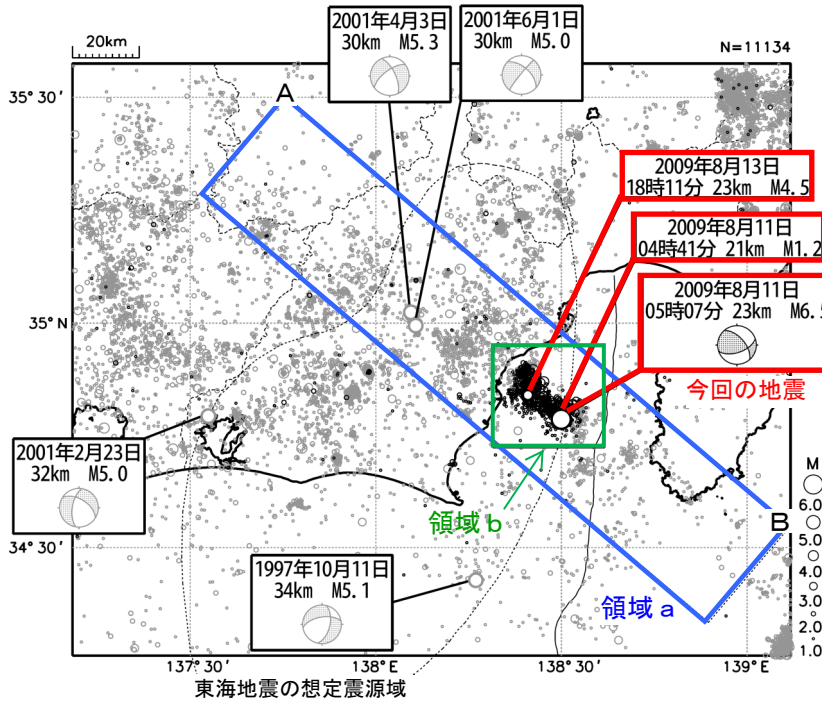 20km
N=11134
2001年4月3日
30km M5.3
2001年6月1日
30km M5.0
35°30′
A
2009年8月13日
18時11分 23km M4.5
2009年8月11日
04時41分 21km M1.2
2009年8月11日
05時07分 23km M6.5
今回の地震
35°N
2001年2月23日
32km M5.0
領域b
B
M
6.0
5.0
4.0
3.0
2.0
1.0
34°30′
1997年10月11日
34km M5.1
領域a
137°30′
138°E
138°30′
139°E
東海地震の想定震源域